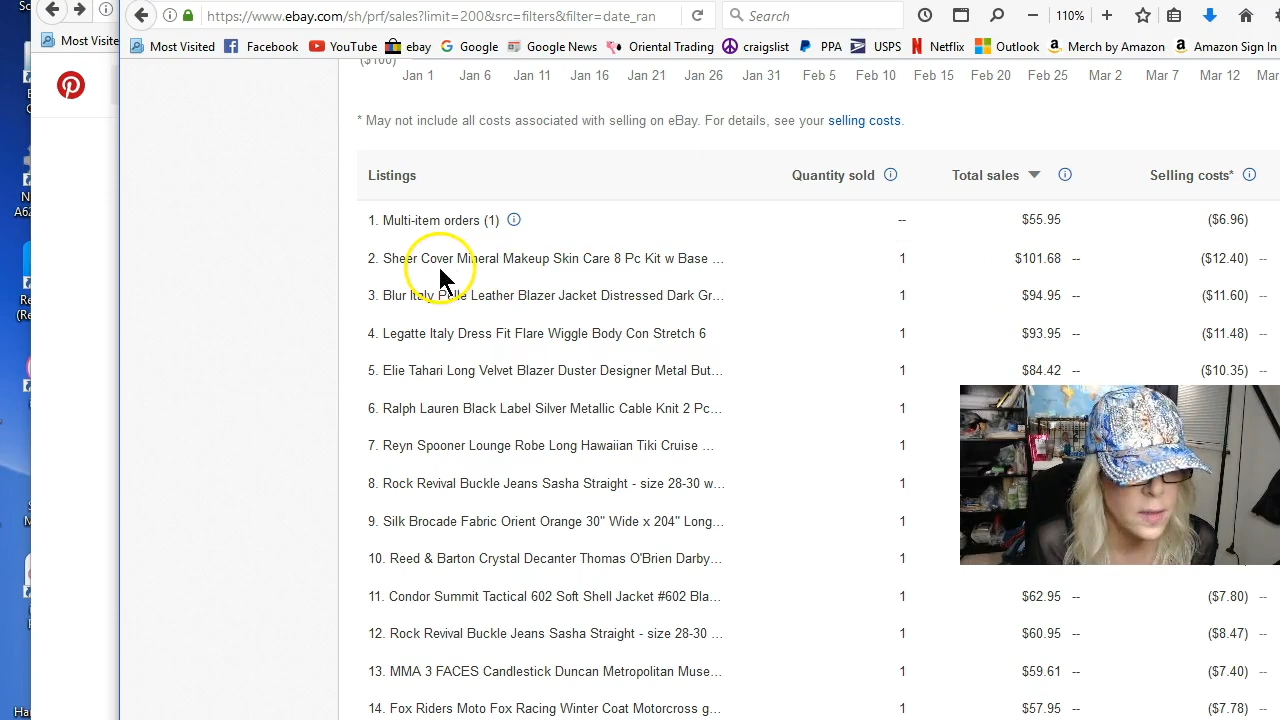 https://www.ebay.com/sh/prf/sales?limit=200&src=filters&filter=date_ran
Search
110%
Most Visite
Most Visited
Facebook
YouTube
ebay
Google
Google News
Oriental Trading
craigslist
PPA
USPS
Netflix
Outlook
Merch by Amazon
Amazon Sign In
($100)
Jan 1 Jan 6 Jan 11 Jan 16 Jan 21 Jan 26 Jan 31 Feb 5 Feb 10 Feb 15 Feb 20 Feb 25 Mar 2 Mar 7 Mar 12 Mar
* May not include all costs associated with selling on eBay. For details, see your selling costs.
Listings Quantity sold Total sales Selling costs*
1. Multi-item orders (1) -- $55.95 ($6.96)
2. Sheer Cover Mineral Makeup Skin Care 8 Pc Kit w Base ... 1 $101.68 -- ($12.40) --
3. Blur Italy Pelle Leather Blazer Jacket Distressed Dark Gr... 1 $94.95 -- ($11.60) --
4. Legatte Italy Dress Fit Flare Wiggle Body Con Stretch 6 1 $93.95 -- ($11.48) --
5. Elie Tahari Long Velvet Blazer Duster Designer Metal But... 1 $84.42 -- ($10.35) --
6. Ralph Lauren Black Label Silver Metallic Cable Knit 2 Pc... 1
7. Reyn Spooner Lounge Robe Long Hawaiian Tiki Cruise ... 1
8. Rock Revival Buckle Jeans Sasha Straight - size 28-30 w... 1
9. Silk Brocade Fabric Orient Orange 30" Wide x 204" Long... 1
10. Reed & Barton Crystal Decanter Thomas O'Brien Darby... 1
11. Condor Summit Tactical 602 Soft Shell Jacket #602 Bla... 1 $62.95 -- ($7.80) --
12. Rock Revival Buckle Jeans Sasha Straight - size 28-30 ... 1 $60.95 -- ($8.47) --
13. MMA 3 FACES Candlestick Duncan Metropolitan Muse... 1 $59.61 -- ($7.40) --
14. Fox Riders Moto Fox Racing Winter Coat Motorcross g... 1 $57.95 -- ($7.78) --